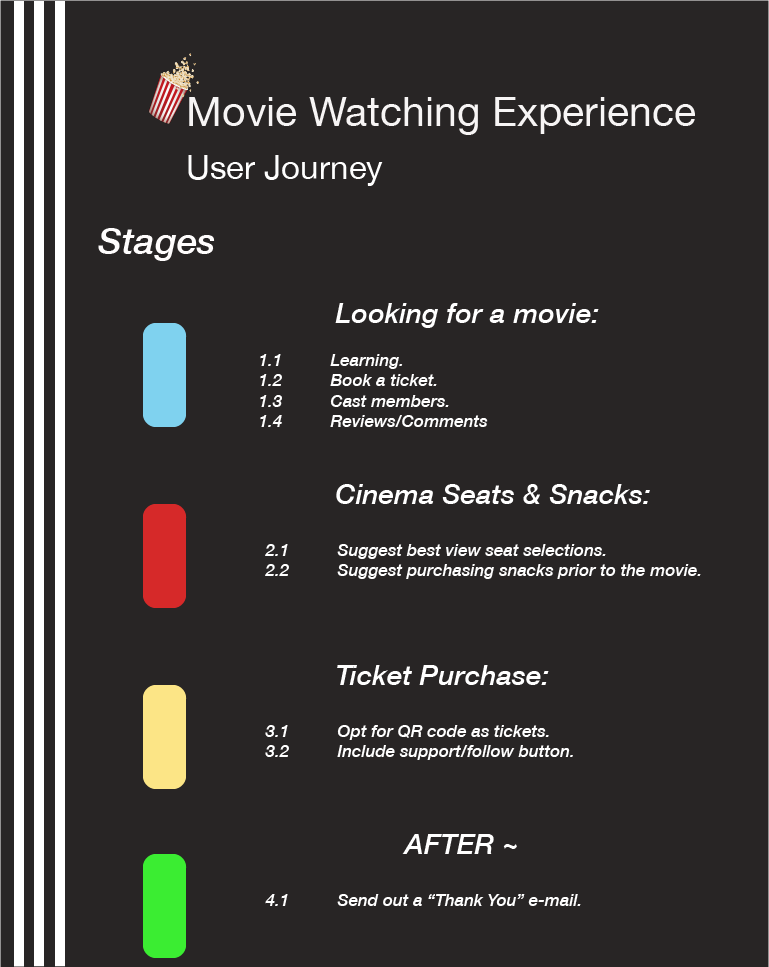 Movie Watching Experience
User Journey
Stages
Looking for a movie:
1.1 Learning.
1.2 Book a ticket.
1.3 Cast members.
1.4 Reviews/Comments
Cinema Seats & Snacks:
2.1 Suggest best view seat selections.
2.2 Suggest purchasing snacks prior to the movie.
Ticket Purchase:
3.1 Opt for QR code as tickets.
3.2 Include support/follow button.
AFTER ~
4.1 Send out a “Thank You” e-mail.